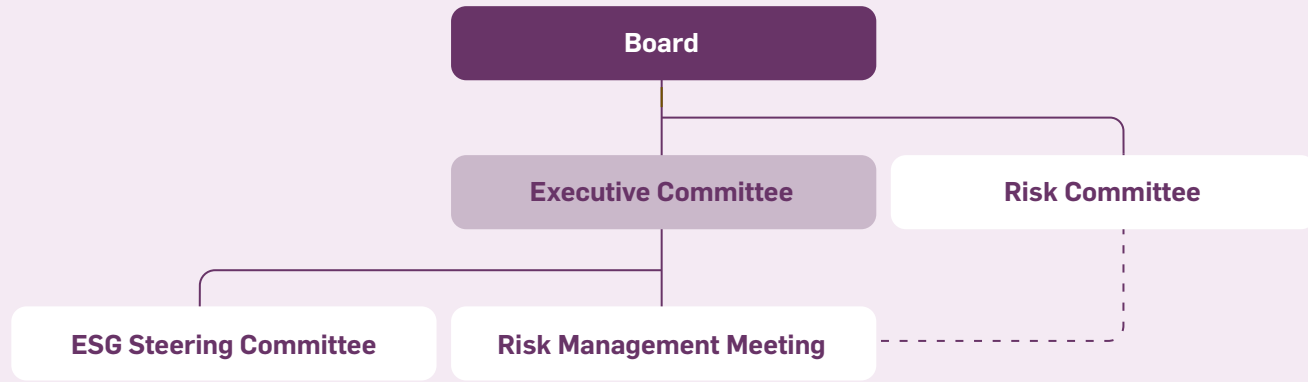 Board
Executive Committee
Risk Committee
ESG Steering Committee
Risk Management Meeting